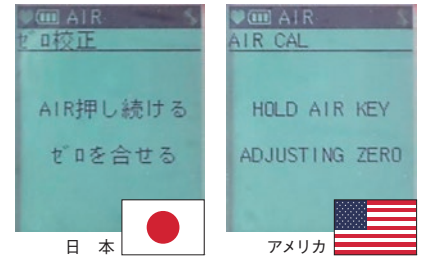 AIR
ゼロ校正
AIR押し続ける
ゼロを合せる
日 本
AIR
AIR CAL
HOLD AIR KEY
ADJUSTING ZERO
アメリカ